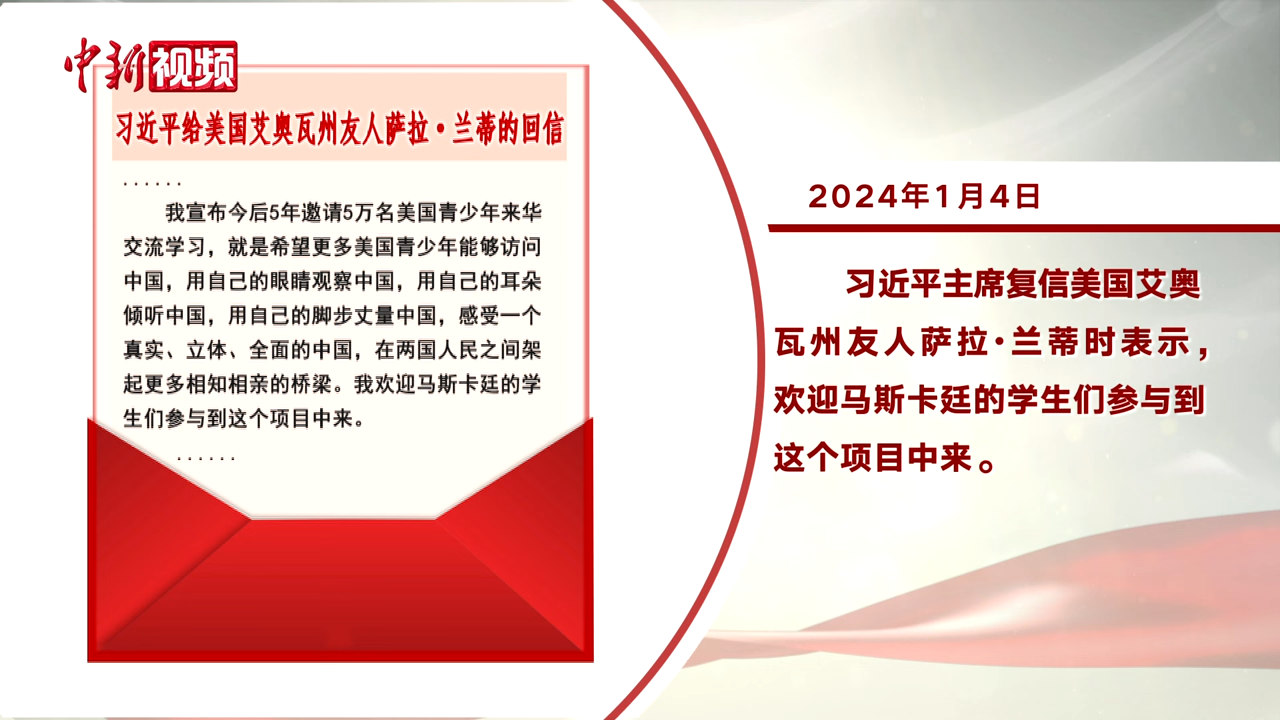 中新视频
习近平给美国艾奥瓦州友人萨拉·兰蒂的回信
......
我宣布今后5年邀请5万名美国青少年来华
交流学习，就是希望更多美国青少年能够访问
中国，用自己的眼睛观察中国，用自己的耳朵
倾听中国，用自己的脚步丈量中国，感受一个
真实、立体、全面的中国，在两国人民之间架
起更多相知相亲的桥梁。我欢迎马斯卡廷的学
生们参与到这个项目中来。
......
2024年1月4日
习近平主席复信美国艾奥
瓦州友人萨拉·兰蒂时表示，
欢迎马斯卡廷的学生们参与到
这个项目中来。